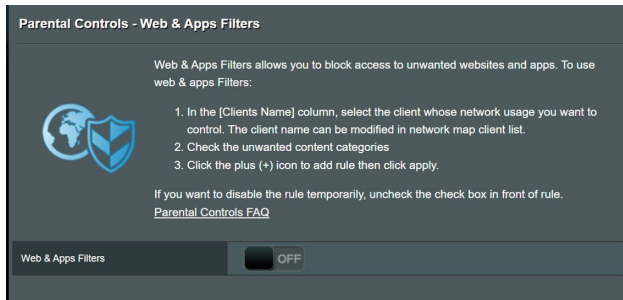 Parental Controls - Web & Apps Filters
Web & Apps Filters allows you to block access to unwanted websites and apps. To use
web & apps Filters:
1. In the [Clients Name] column, select the client whose network usage you want to
control. The client name can be modified in network map client list.
2. Check the unwanted content categories
3. Click the plus (+) icon to add rule then click apply.
If you want to disable the rule temporarily, uncheck the check box in front of rule.
Parental Controls FAQ
Web & Apps Filters
OFF